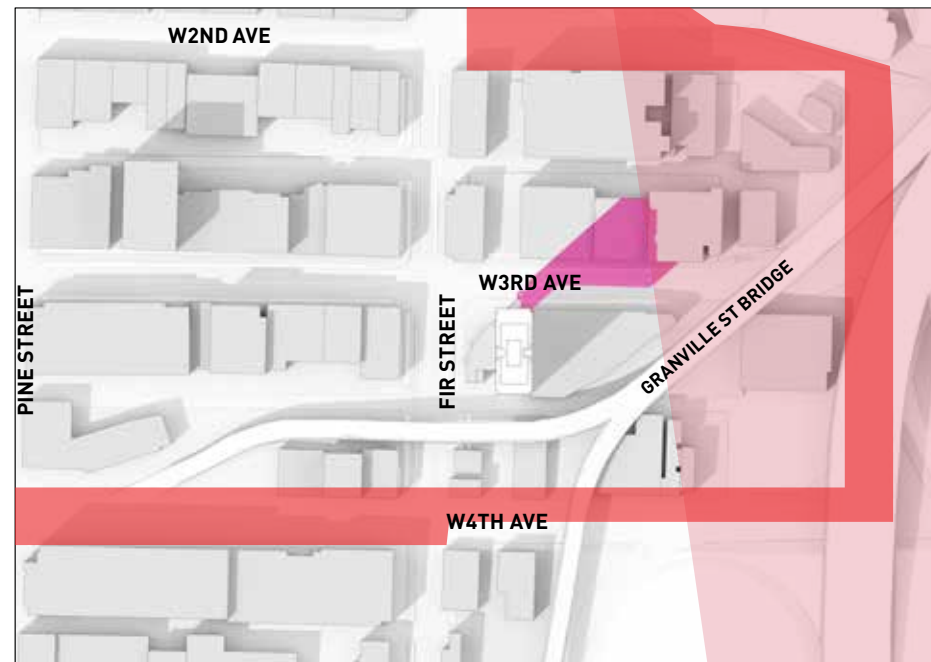 W2ND AVE
W3RD AVE
PINE STREET
FIR STREET
GRANVILLE ST BRIDGE
W4TH AVE